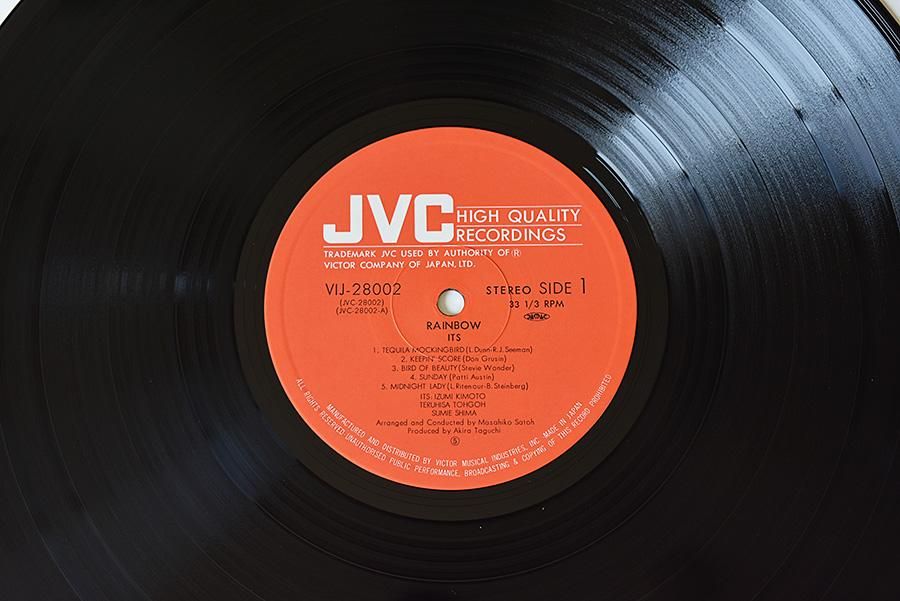 JVC HIGH QUALITY
RECORDINGS
TRADEMARK JVC USED BY AUTHORITY OF Ⓡ
VICTOR COMPANY OF JAPAN, LTD.
VIJ-28002
(JVC-28002)
(JVC-28002-A)
STEREO SIDE 1
33 1/3 RPM
RAINBOW
ITS
1. TEQUILA MOCKINGBIRD (L.Dunn-R.J.Seeman)
2. KEEPIN' SCORE (Don Grusin)
3. BIRD OF BEAUTY (Stevie Wonder)
4. SUNDAY (Patti Austin)
5. MIDNIGHT LADY (L.Ritenour-B.Steinberg)
ITS: IZUMI KIMOTO
TERUHISA TOHGOH
SUMIE SHIMA
Arranged and Conducted by Masahiko Satoh
Produced by Akira Taguchi
Ⓢ
MANUFACTURED AND DISTRIBUTED BY VICTOR MUSICAL INDUSTRIES, INC. MADE IN JAPAN
ALL RIGHTS RESERVED UNAUTHORISED PUBLIC PERFORMANCE, BROADCASTING & COPYING OF THIS RECORD PROHIBITED